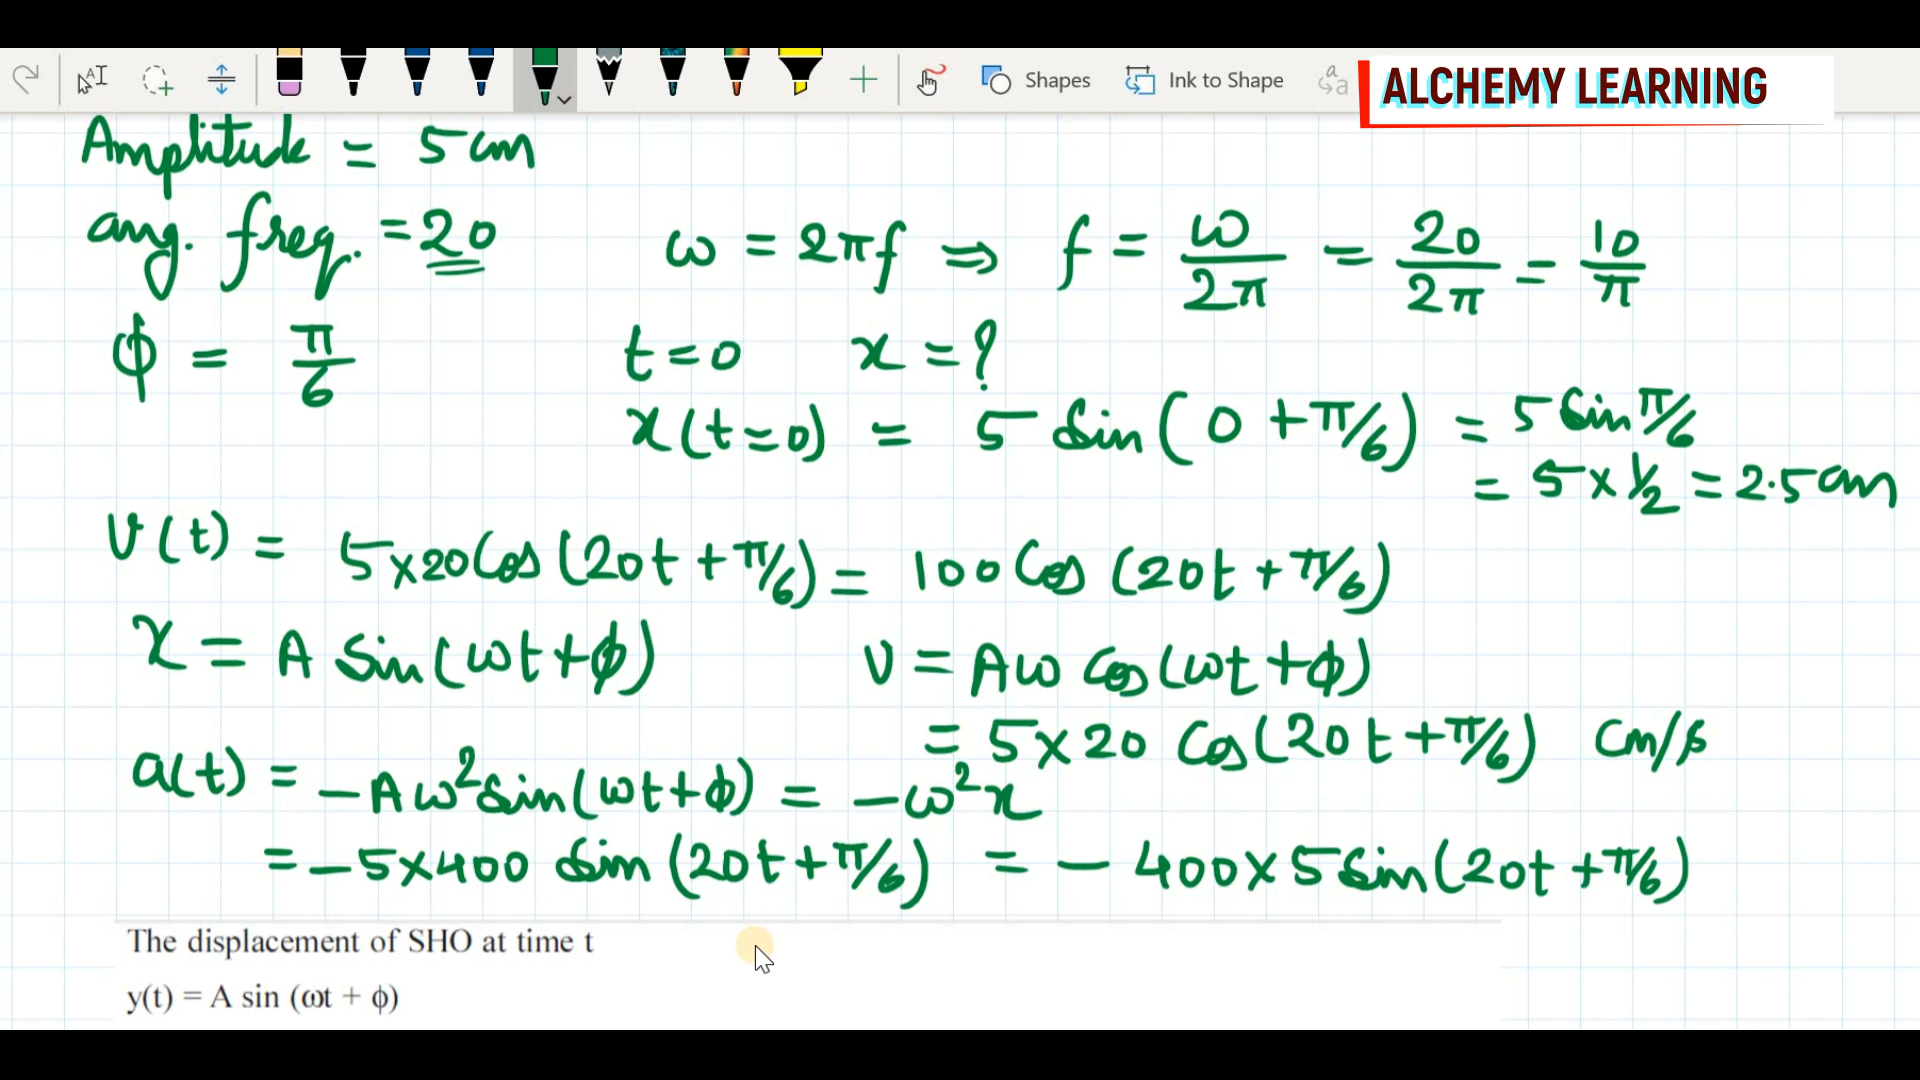 Shapes Ink to Shape
ALCHEMY LEARNING
Amplitude = 5 cm
ang. freq. = 20 ω = 2πf ⇒ f = ω/2π = 20/2π = 10/π
ϕ = π/6 t=0 x=?
x(t=0) = 5 sin(0 + π/6) = 5 sin π/6
= 5 × 1/2 = 2.5 cm
v(t) = 5×20 cos(20t + π/6) = 100 cos(20t + π/6)
x = A sin(ωt+ϕ) v = Aω cos(ωt+ϕ)
= 5×20 cos(20t+π/6) cm/s
a(t) = -Aω² sin(ωt+ϕ) = -ω²x
= -5×400 sin(20t+π/6) = -400×5 sin(20t+π/6)
The displacement of SHO at time t
y(t) = A sin (ωt + ϕ)